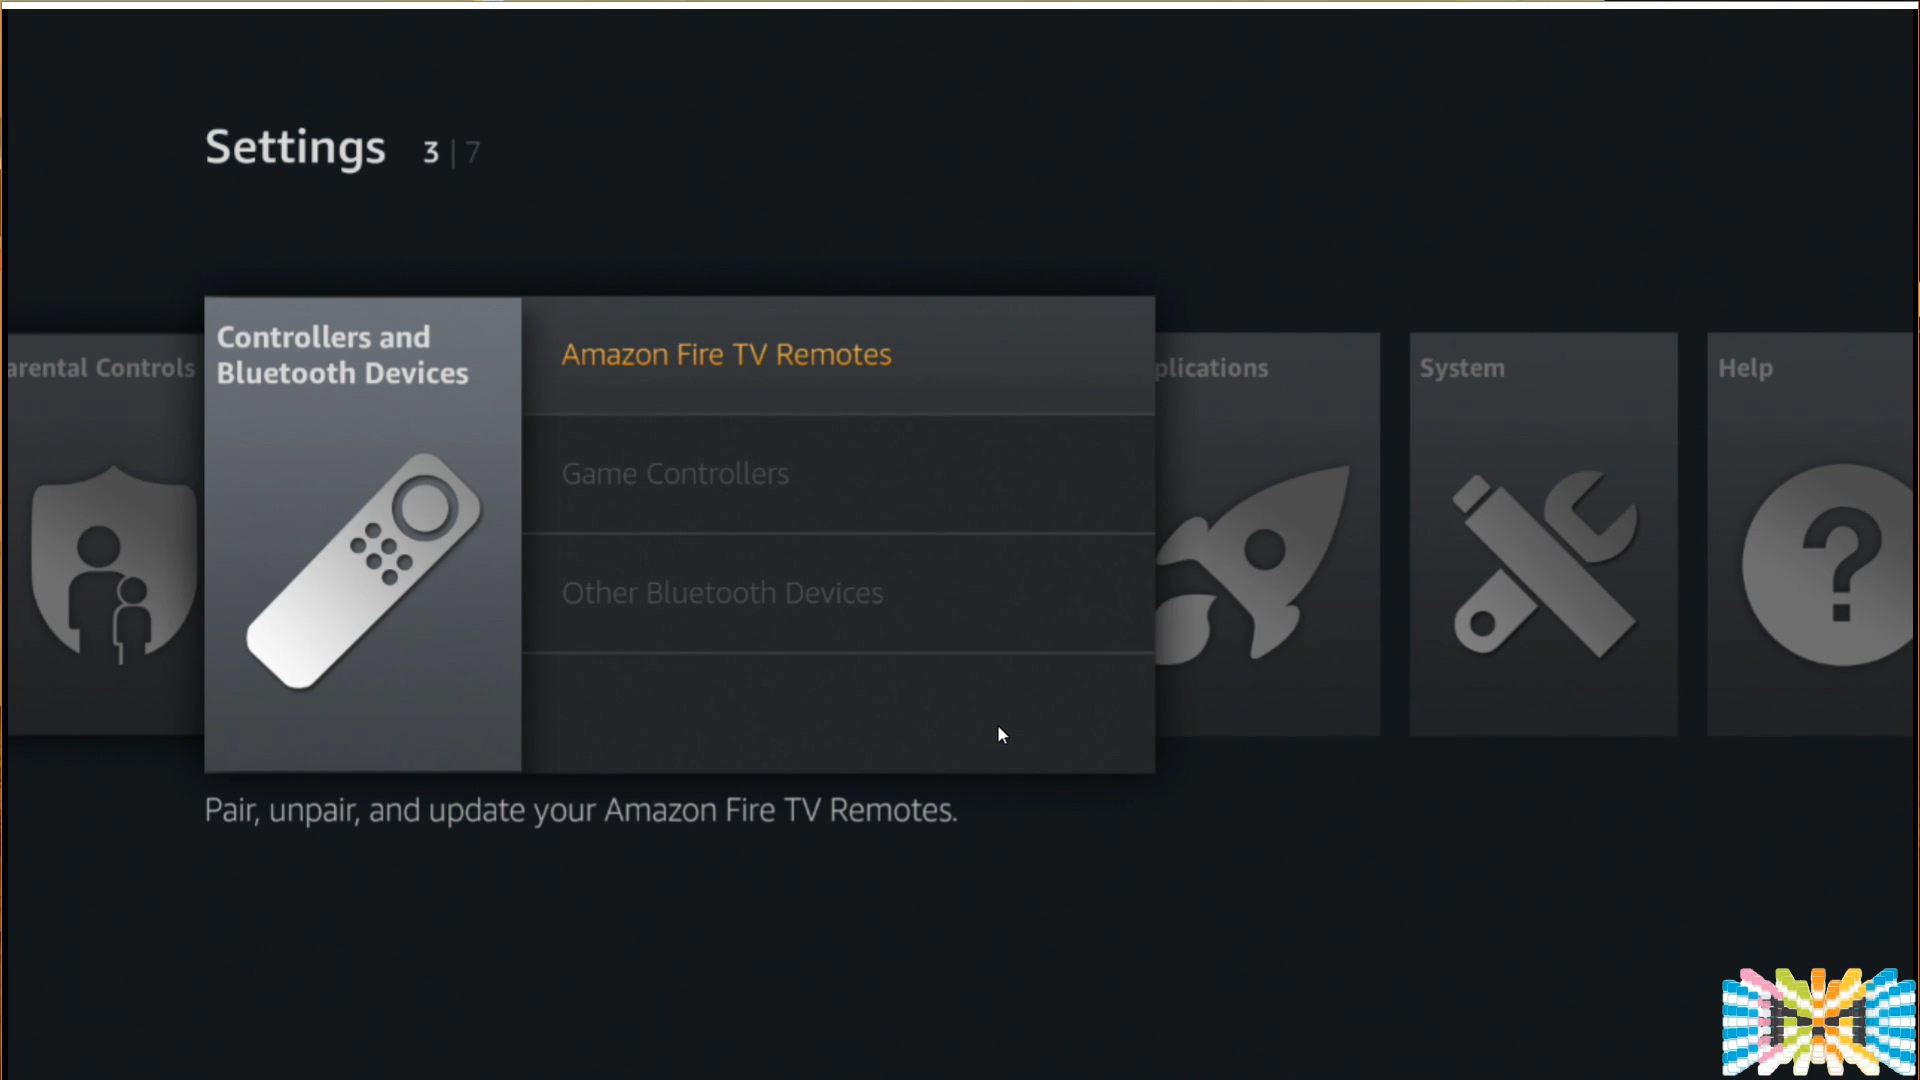 Settings 3 | 7
arental Controls
Controllers and
Bluetooth Devices
Amazon Fire TV Remotes
Game Controllers
Other Bluetooth Devices
plications
System
Help
Pair, unpair, and update your Amazon Fire TV Remotes.